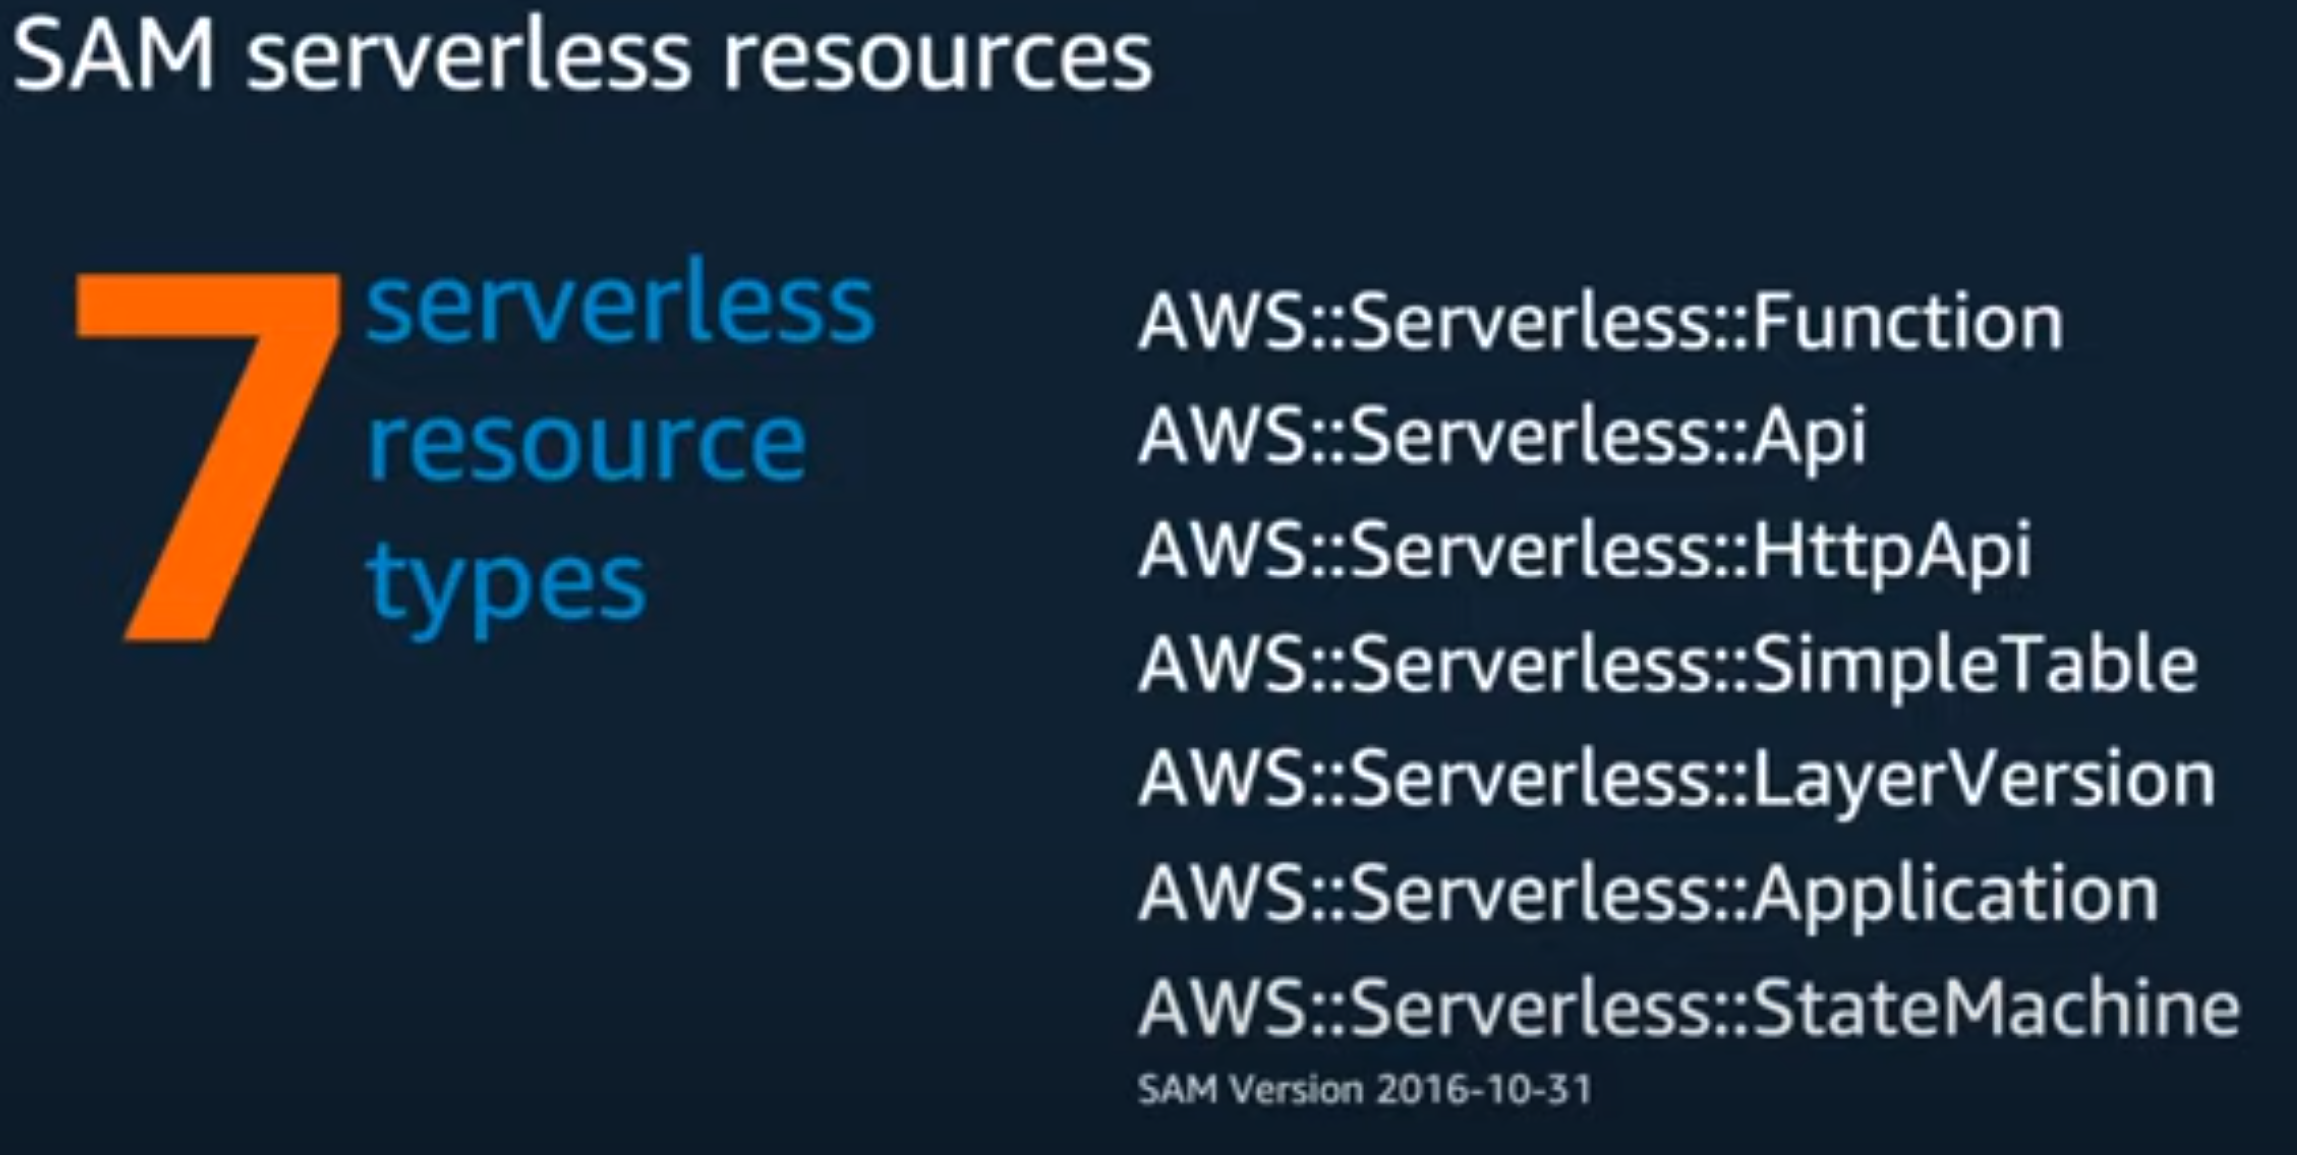 SAM serverless resources
7
serverless
resource
types
AWS::Serverless::Function
AWS::Serverless::Api
AWS::Serverless::HttpApi
AWS::Serverless::SimpleTable
AWS::Serverless::LayerVersion
AWS::Serverless::Application
AWS::Serverless::StateMachine
SAM Version 2016-10-31